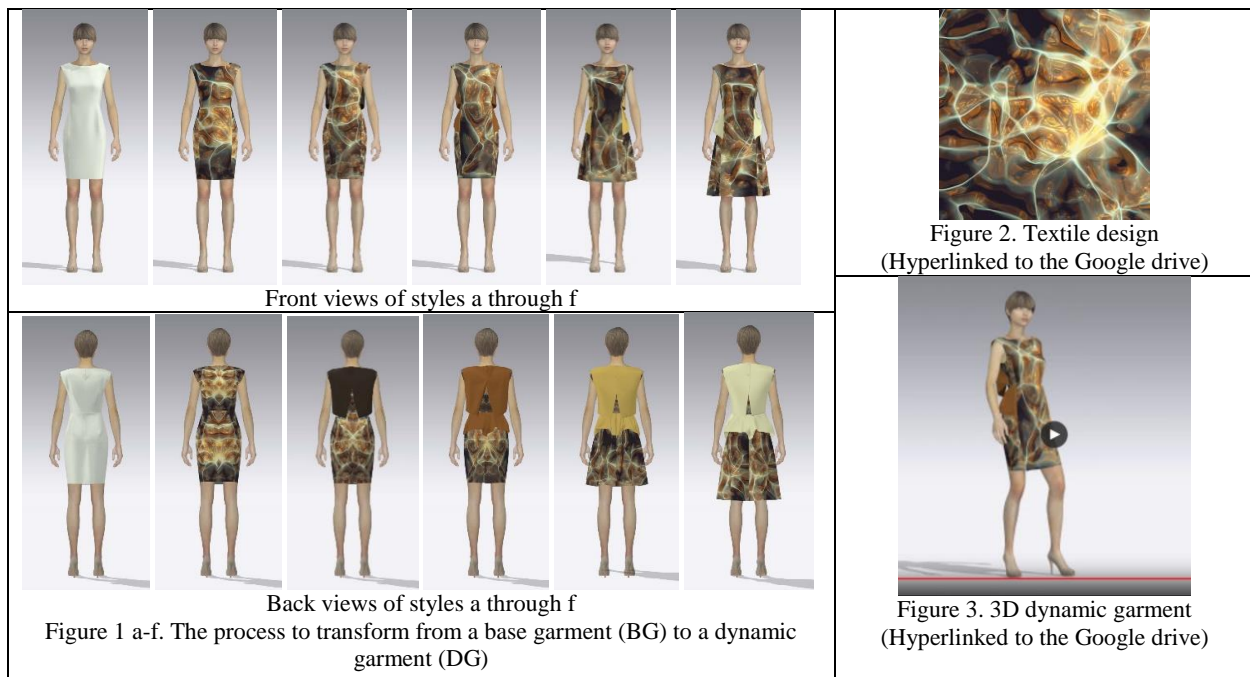 Front views of styles a through f
Back views of styles a through f
Figure 1 a-f. The process to transform from a base garment (BG) to a dynamic
garment (DG)
Figure 2. Textile design
(Hyperlinked to the Google drive)
Figure 3. 3D dynamic garment
(Hyperlinked to the Google drive)